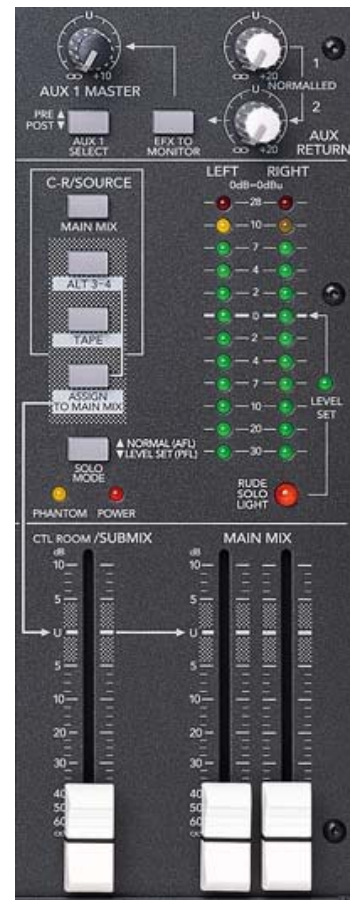 U U
∞ +10 ∞ +20
AUX 1 MASTER
1
NORMALLED
U
2
∞ +20
AUX
RETURN
PRE ▲
POST ▼
AUX 1
SELECT
EFX TO
MONITOR
C-R/SOURCE
MAIN MIX
ALT 3–4
TAPE
ASSIGN
TO MAIN MIX
SOLO
MODE
▲ NORMAL (AFL)
▼ LEVEL SET (PFL)
PHANTOM POWER
LEFT RIGHT
0dB=0dBu
28
10
7
4
2
0
2
4
7
10
20
30
LEVEL
SET
RUDE
SOLO
LIGHT
CTL ROOM /SUBMIX
dB
10
5
U
5
10
20
30
40
50
60
∞
MAIN MIX
dB
10
5
U
5
10
20
30
40
50
60
∞